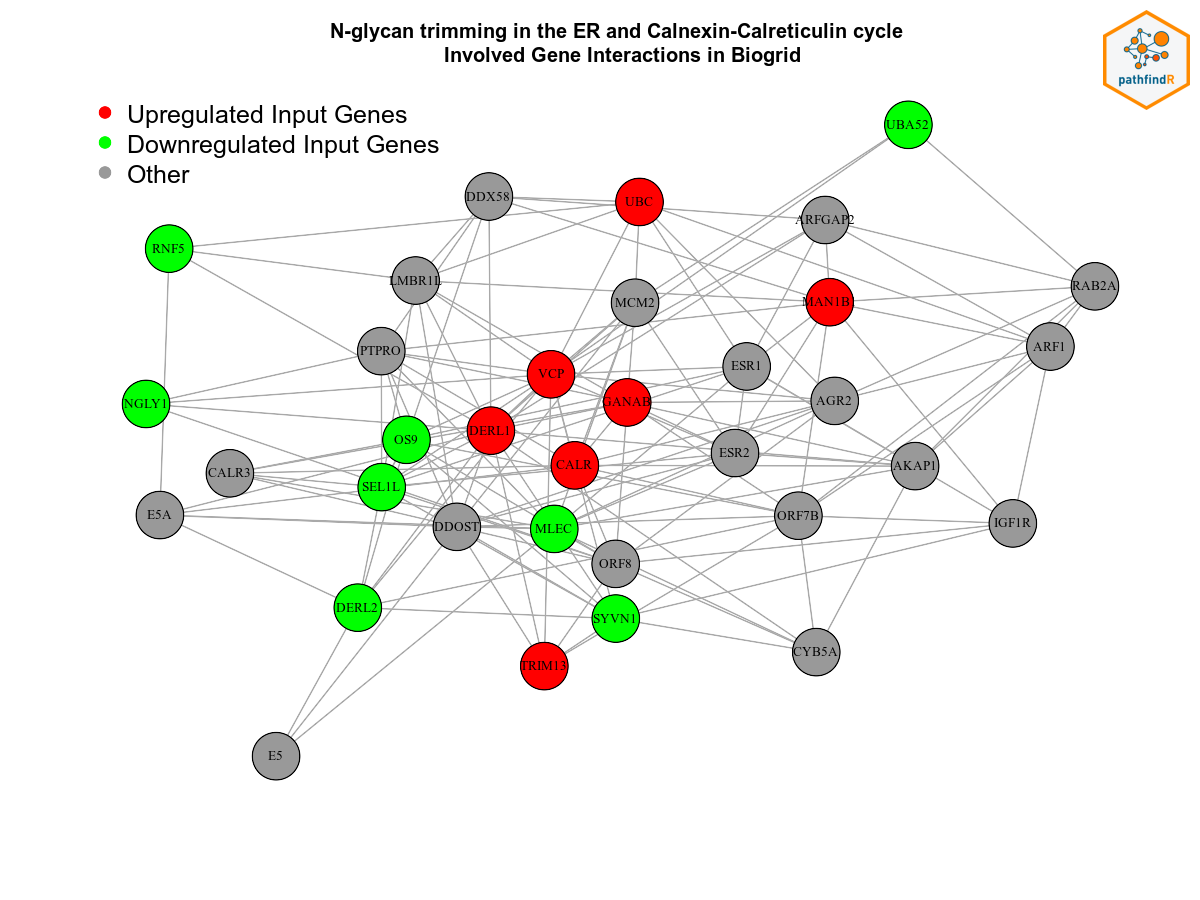 N-glycan trimming in the ER and Calnexin-Calreticulin cycle
Involved Gene Interactions in Biogrid
pathfindR
Upregulated Input Genes
Downregulated Input Genes
Other
UBA52
DDX58
UBC
ARFGAP2
RNF5
LMBR1L
MCM2
MAN1B1
RAB2A
PTPRO
ESR1
ARF1
VCP
NGLY1
GANAB
AGR2
DERL1
OS9
ESR2
CALR3
CALR
AKAP1
SEL1L
E5A
DDOST
MLEC
ORF7B
IGF1R
ORF8
DERL2
SYVN1
CYB5A
TRIM13
E5